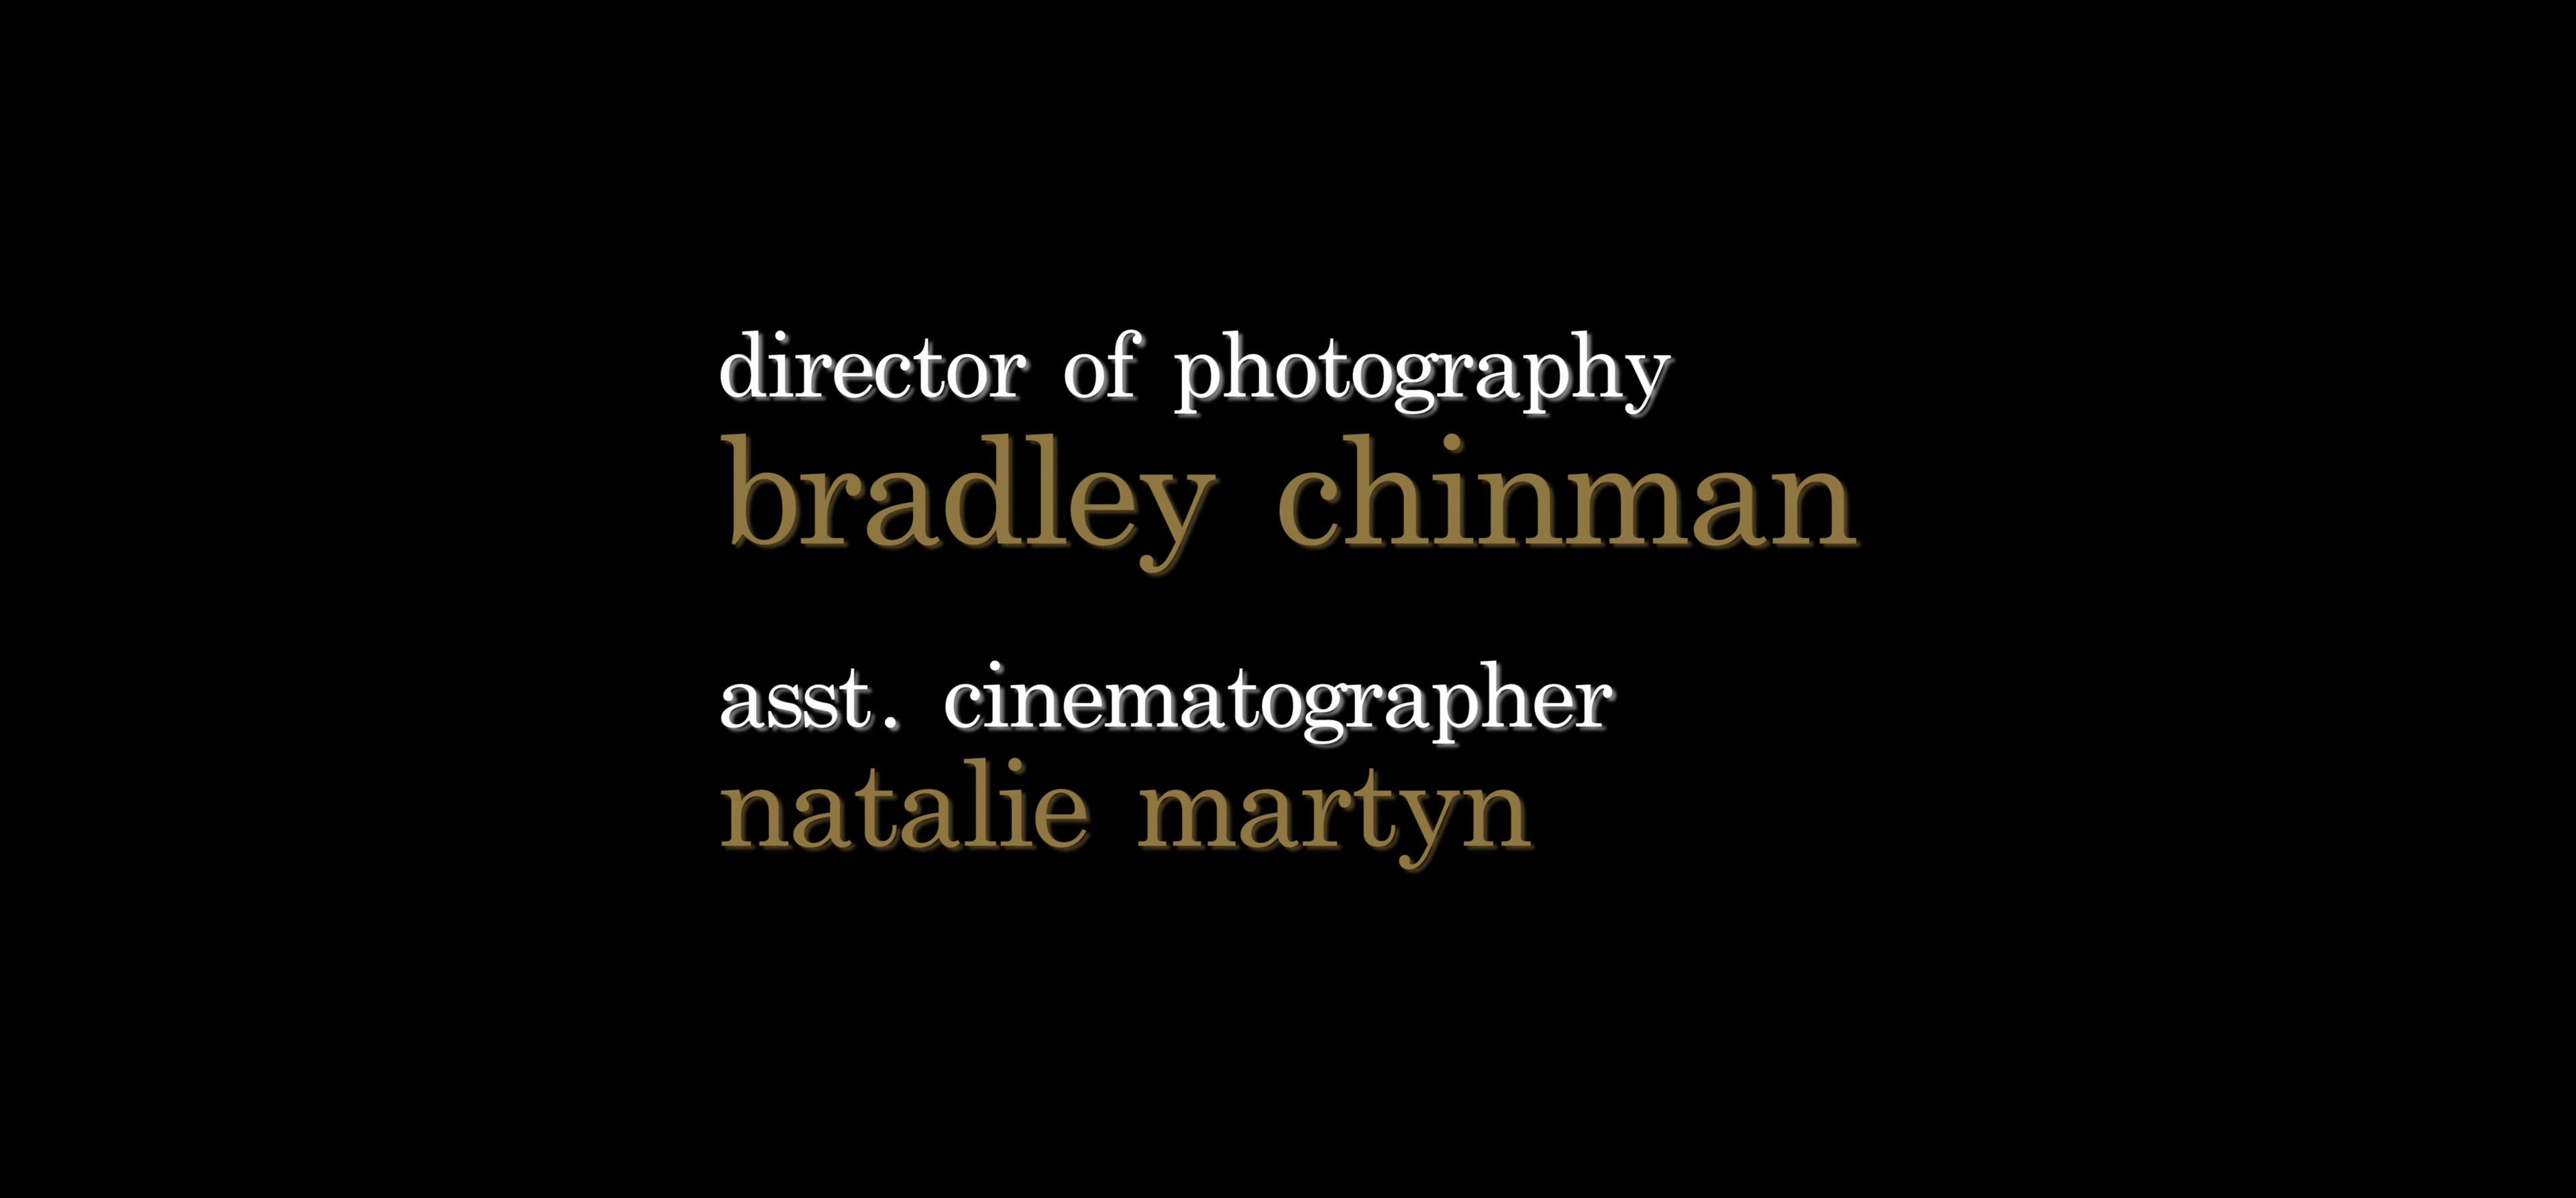 director of photography
bradley chinman
asst. cinematographer
natalie martyn